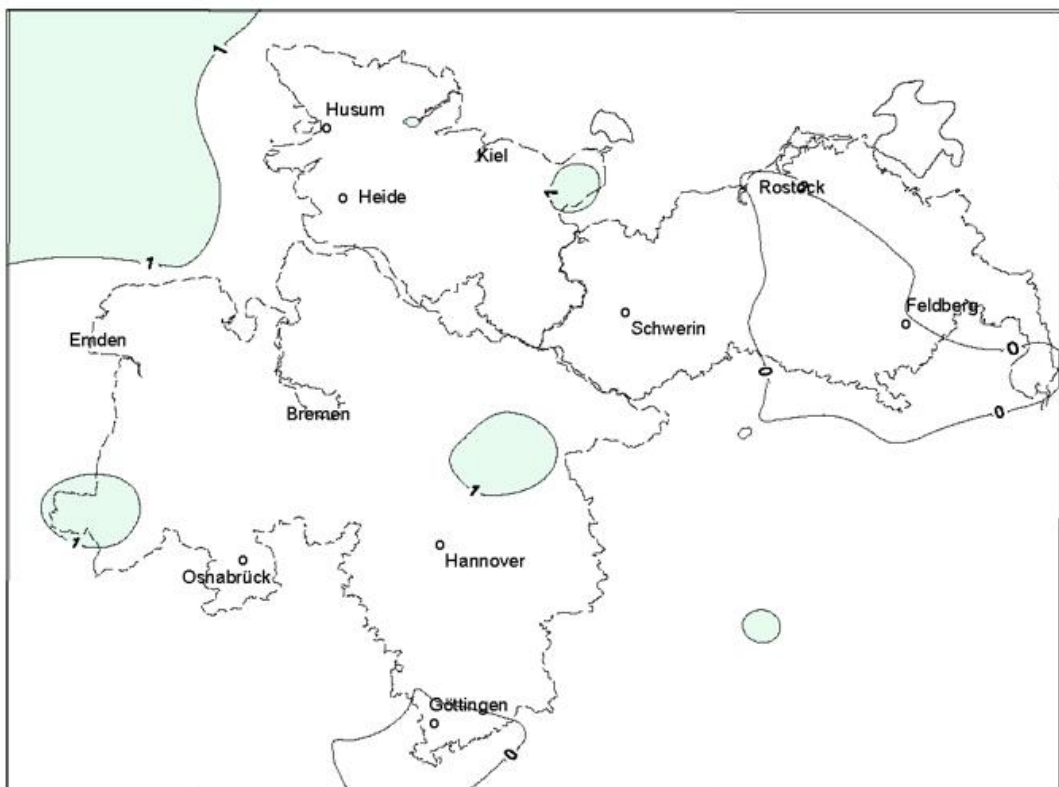 1
Husum
Kiel
1
Rostock
Heide
1
Feldberg
Schwerin
Emden
0
0
0
Bremen
1
1
Hannover
Osnabrück
Göttingen
0